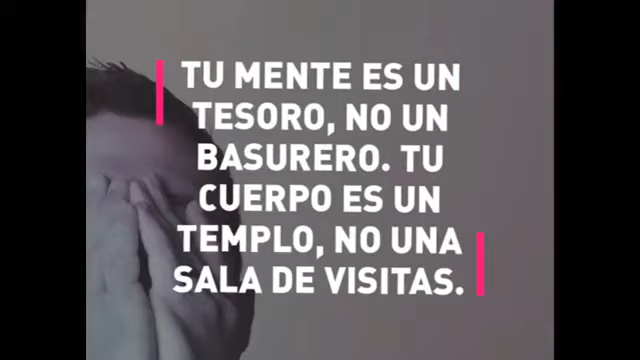 TU MENTE ES UN
TESORO, NO UN
BASURERO. TU
CUERPO ES UN
TEMPLO, NO UNA
SALA DE VISITAS.